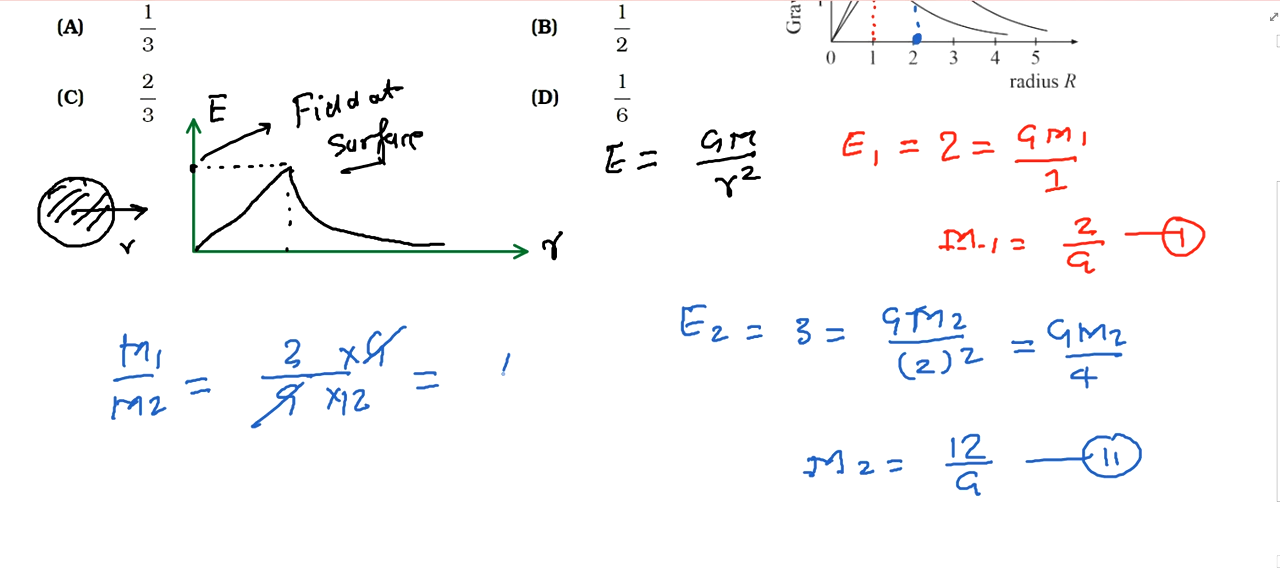 (A) 1/3 (B) 1/2
Gra
0 1 2 3 4 5
radius R
(C) 2/3 (D) 1/6
E
Field at
surface
r
r
E = GM/r²
E₁ = 2 = GM₁/1
M₁ = 2/G — I
E₂ = 3 = GM₂/(2)² = GM₂/4
M₂ = 12/G — II
M₁/M₂ = 2 × G/G × 12 =